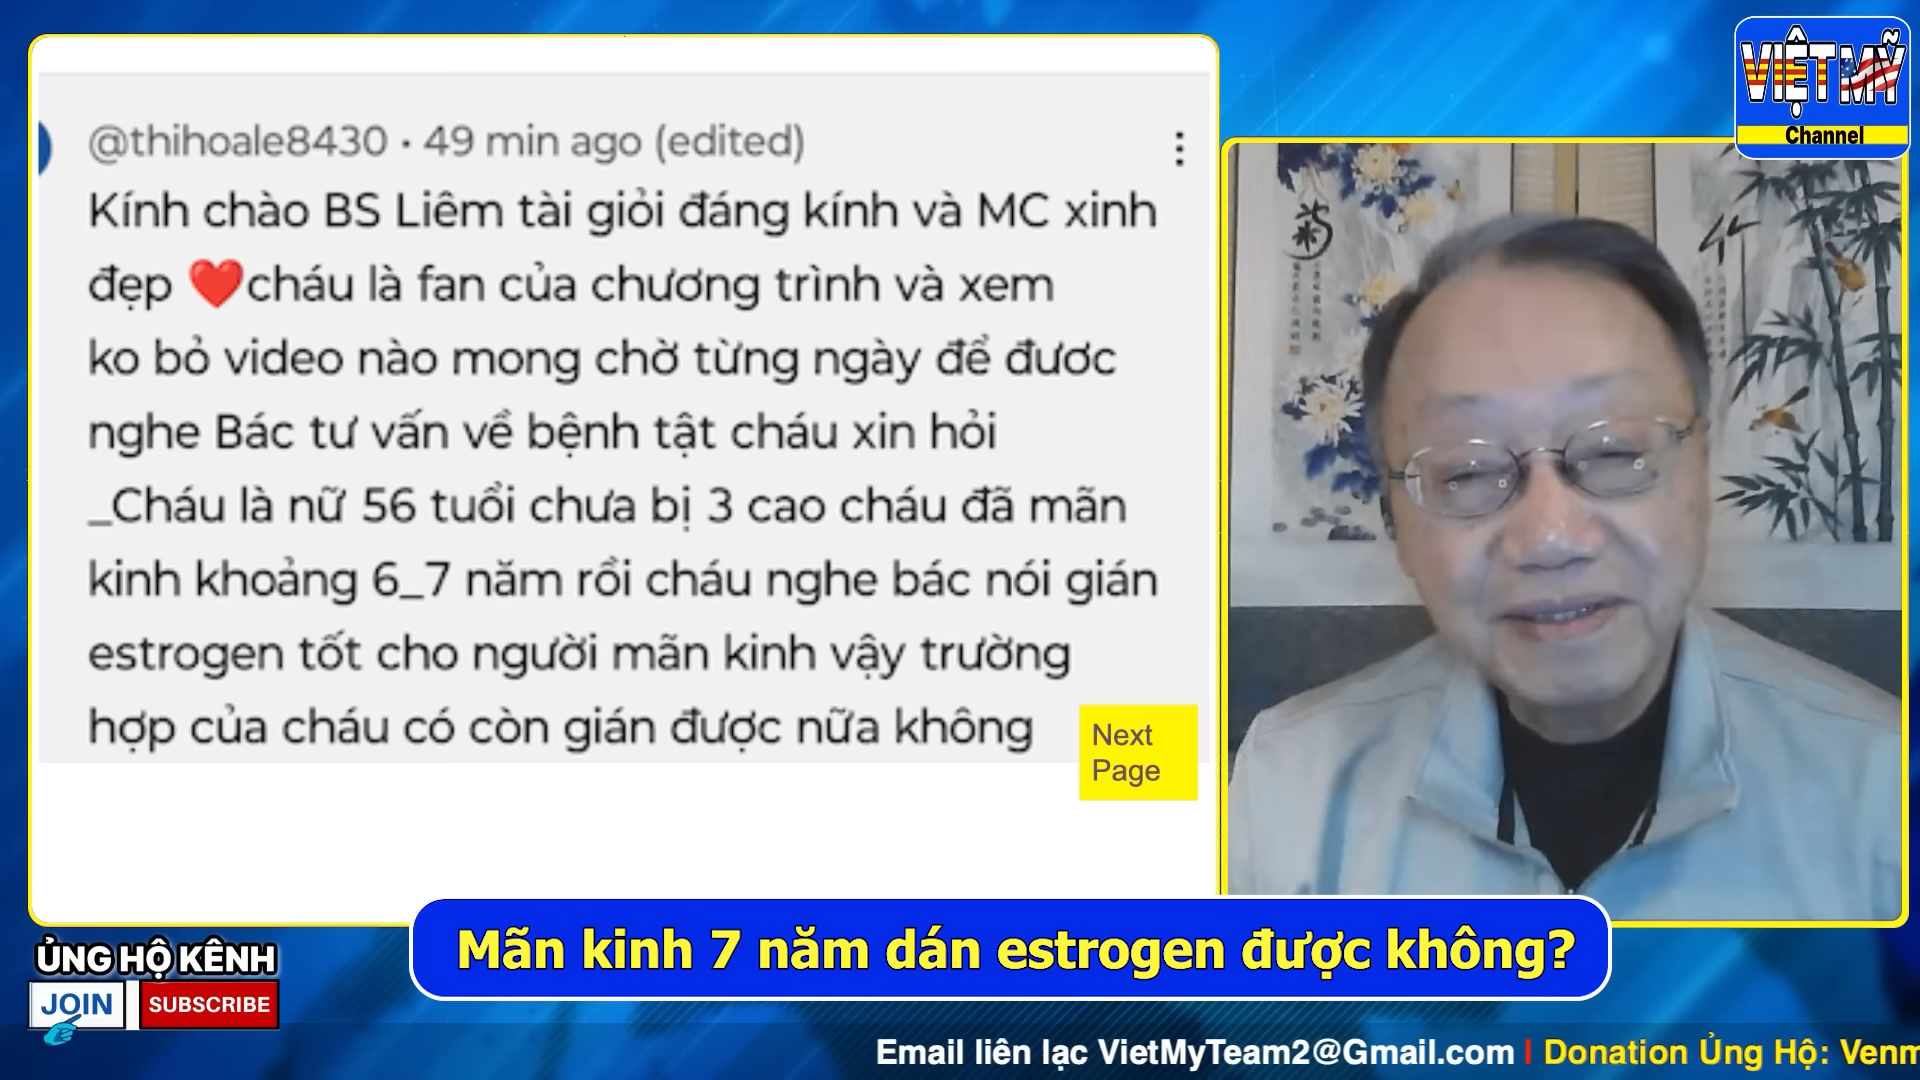 VIỆT MỸ
Channel
@thihoale8430 • 49 min ago (edited)
Kính chào BS Liêm tài giỏi đáng kính và MC xinh
đẹp ❤️cháu là fan của chương trình và xem
ko bỏ video nào mong chờ từng ngày để đươc
nghe Bác tư vấn về bệnh tật cháu xin hỏi
_Cháu là nữ 56 tuổi chưa bị 3 cao cháu đã mãn
kinh khoảng 6_7 năm rồi cháu nghe bác nói gián
estrogen tốt cho người mãn kinh vậy trường
hợp của cháu có còn gián được nữa không
Next
Page
菊
竹
Mãn kinh 7 năm dán estrogen được không?
ỦNG HỘ KÊNH
JOIN
SUBSCRIBE
Email liên lạc VietMyTeam2@Gmail.com | Donation Ủng Hộ: Venm